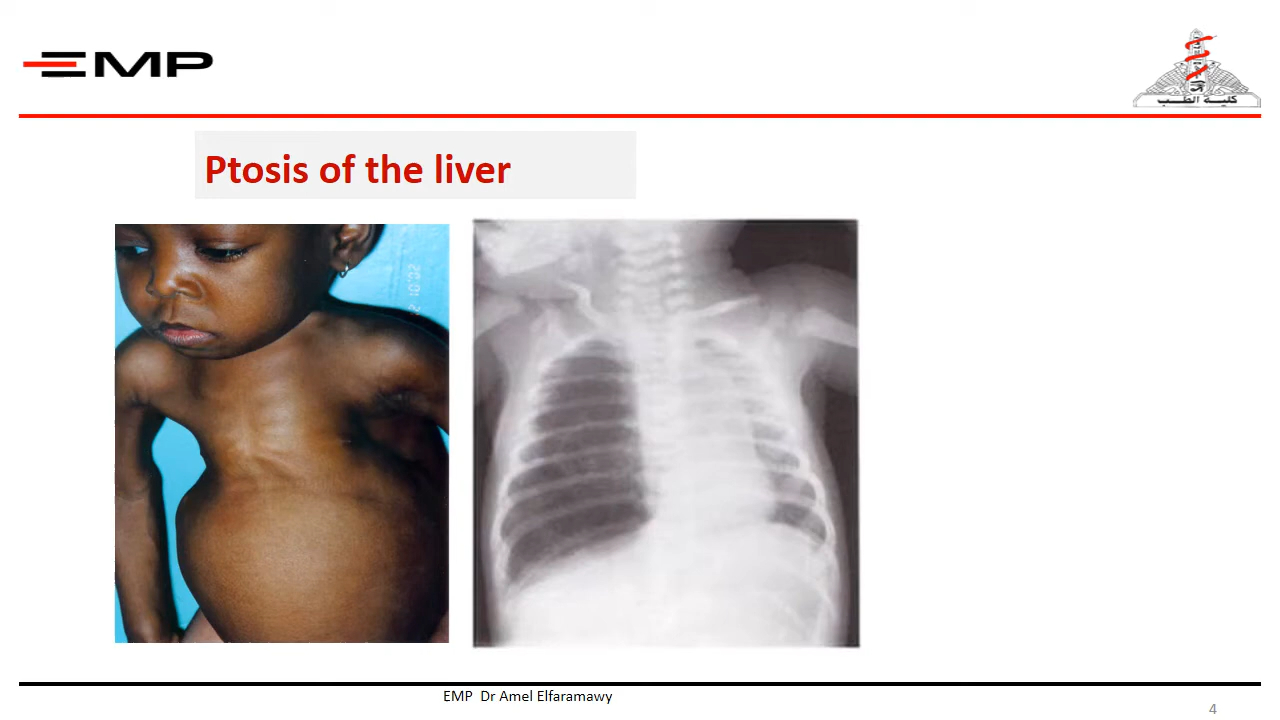 EMP
كلية الطب
Ptosis of the liver
EMP Dr Amel Elfaramawy
4